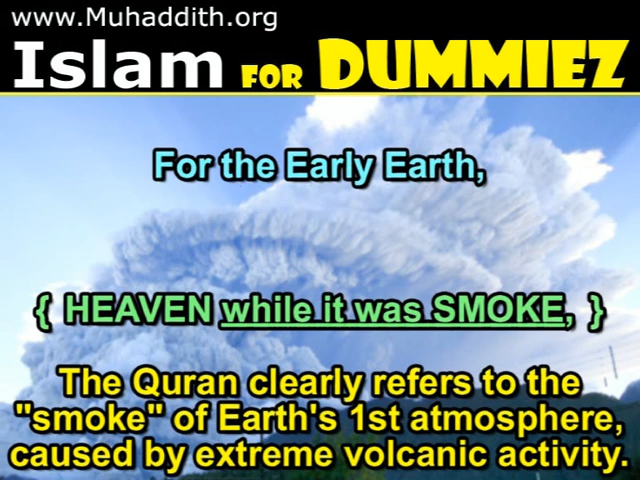 www.Muhaddith.org
Islam FOR DUMMIEZ
For the Early Earth,
{ HEAVEN while it was SMOKE, }
The Quran clearly refers to the
"smoke" of Earth's 1st atmosphere,
caused by extreme volcanic activity.